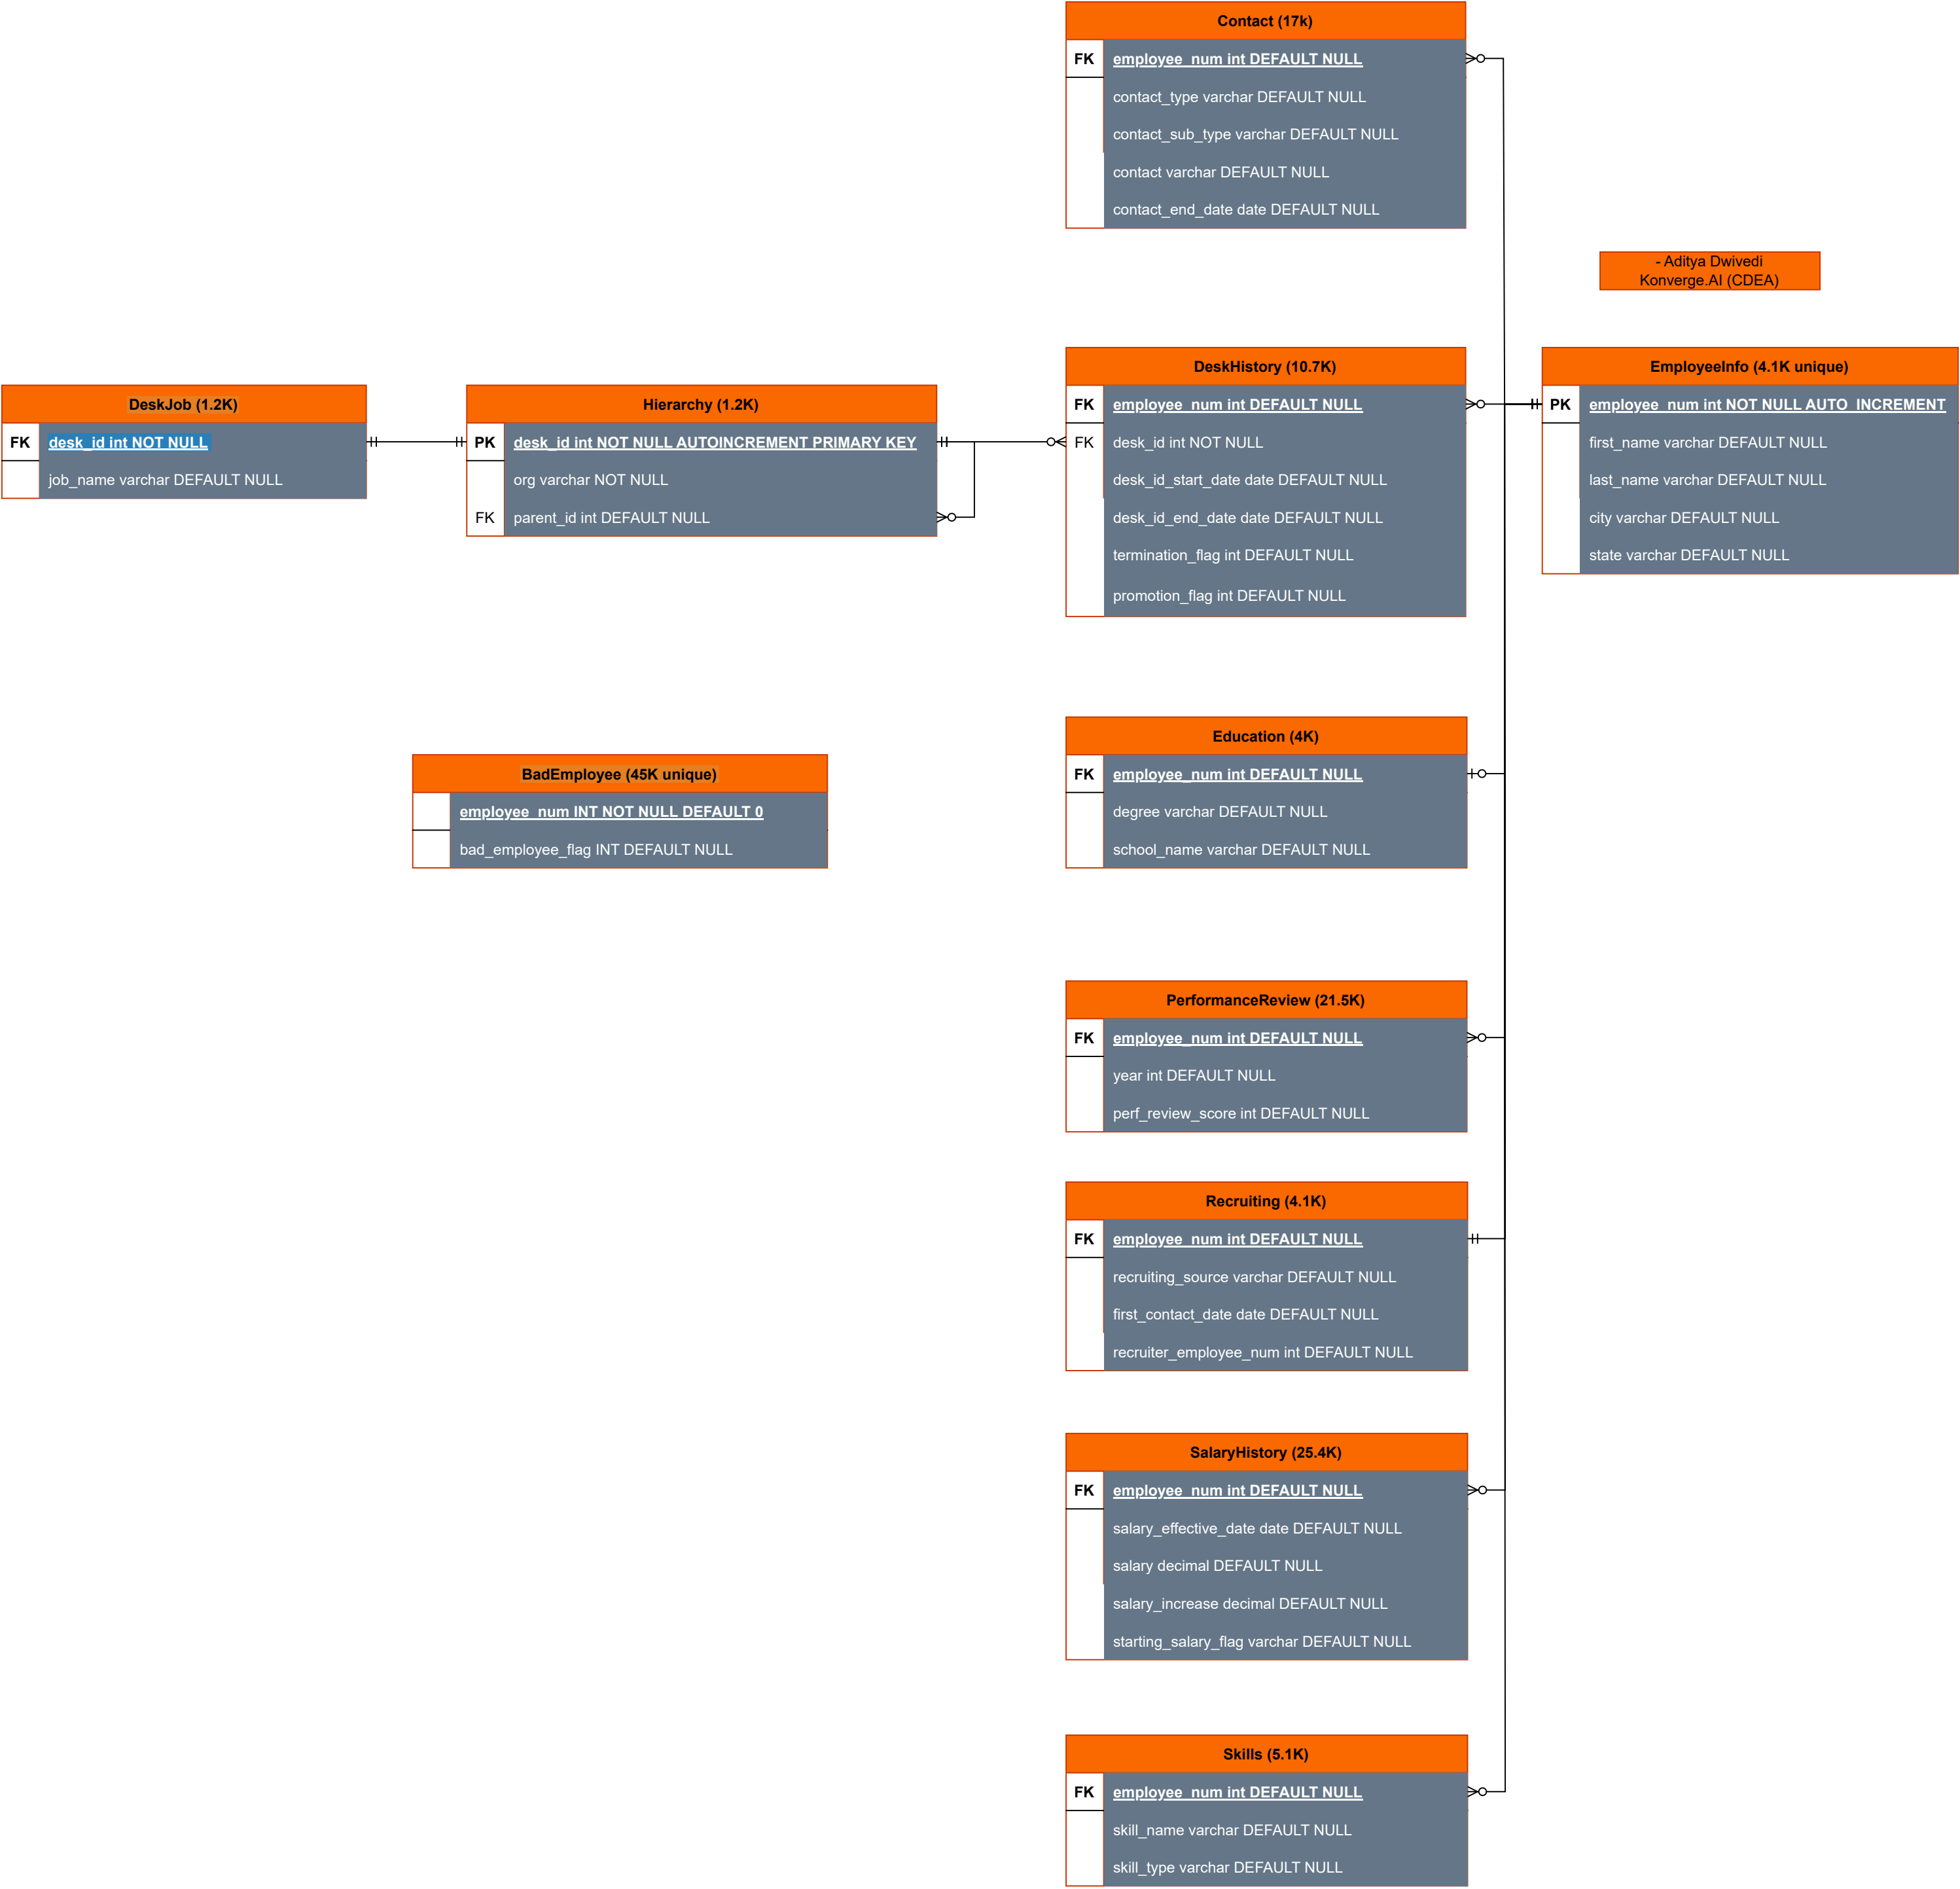 Contact (17k)
FK employee_num int DEFAULT NULL
contact_type varchar DEFAULT NULL
contact_sub_type varchar DEFAULT NULL
contact varchar DEFAULT NULL
contact_end_date date DEFAULT NULL
- Aditya Dwivedi
Konverge.AI (CDEA)
DeskJob (1.2K)
FK desk_id int NOT NULL
job_name varchar DEFAULT NULL
Hierarchy (1.2K)
PK desk_id int NOT NULL AUTOINCREMENT PRIMARY KEY
org varchar NOT NULL
FK parent_id int DEFAULT NULL
DeskHistory (10.7K)
FK employee_num int DEFAULT NULL
FK desk_id int NOT NULL
desk_id_start_date date DEFAULT NULL
desk_id_end_date date DEFAULT NULL
termination_flag int DEFAULT NULL
promotion_flag int DEFAULT NULL
EmployeeInfo (4.1K unique)
PK employee_num int NOT NULL AUTO_INCREMENT
first_name varchar DEFAULT NULL
last_name varchar DEFAULT NULL
city varchar DEFAULT NULL
state varchar DEFAULT NULL
BadEmployee (45K unique)
employee_num INT NOT NULL DEFAULT 0
bad_employee_flag INT DEFAULT NULL
Education (4K)
FK employee_num int DEFAULT NULL
degree varchar DEFAULT NULL
school_name varchar DEFAULT NULL
PerformanceReview (21.5K)
FK employee_num int DEFAULT NULL
year int DEFAULT NULL
perf_review_score int DEFAULT NULL
Recruiting (4.1K)
FK employee_num int DEFAULT NULL
recruiting_source varchar DEFAULT NULL
first_contact_date date DEFAULT NULL
recruiter_employee_num int DEFAULT NULL
SalaryHistory (25.4K)
FK employee_num int DEFAULT NULL
salary_effective_date date DEFAULT NULL
salary decimal DEFAULT NULL
salary_increase decimal DEFAULT NULL
starting_salary_flag varchar DEFAULT NULL
Skills (5.1K)
FK employee_num int DEFAULT NULL
skill_name varchar DEFAULT NULL
skill_type varchar DEFAULT NULL